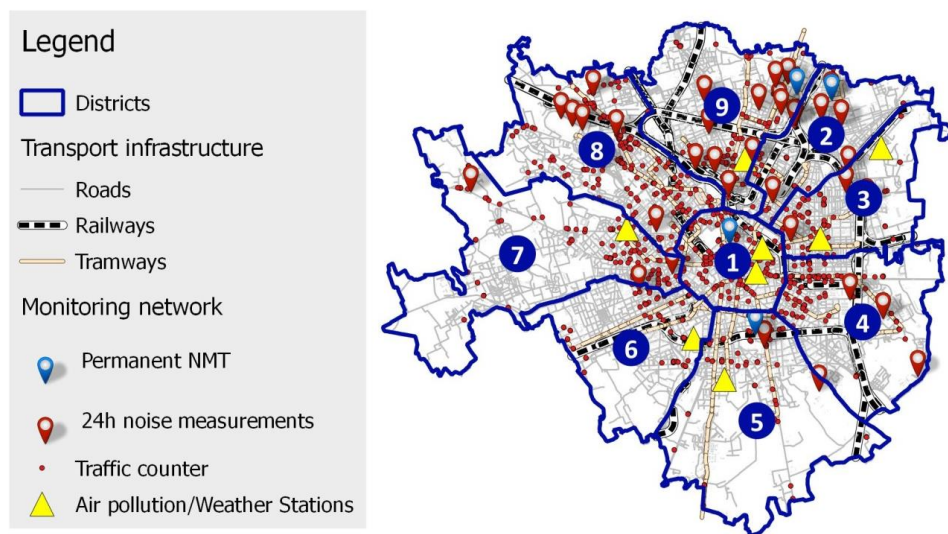 Legend
Districts
Transport infrastructure
Roads
Railways
Tramways
Monitoring network
Permanent NMT
24h noise measurements
Traffic counter
Air pollution/Weather Stations
9
2
8
3
7
1
4
6
5